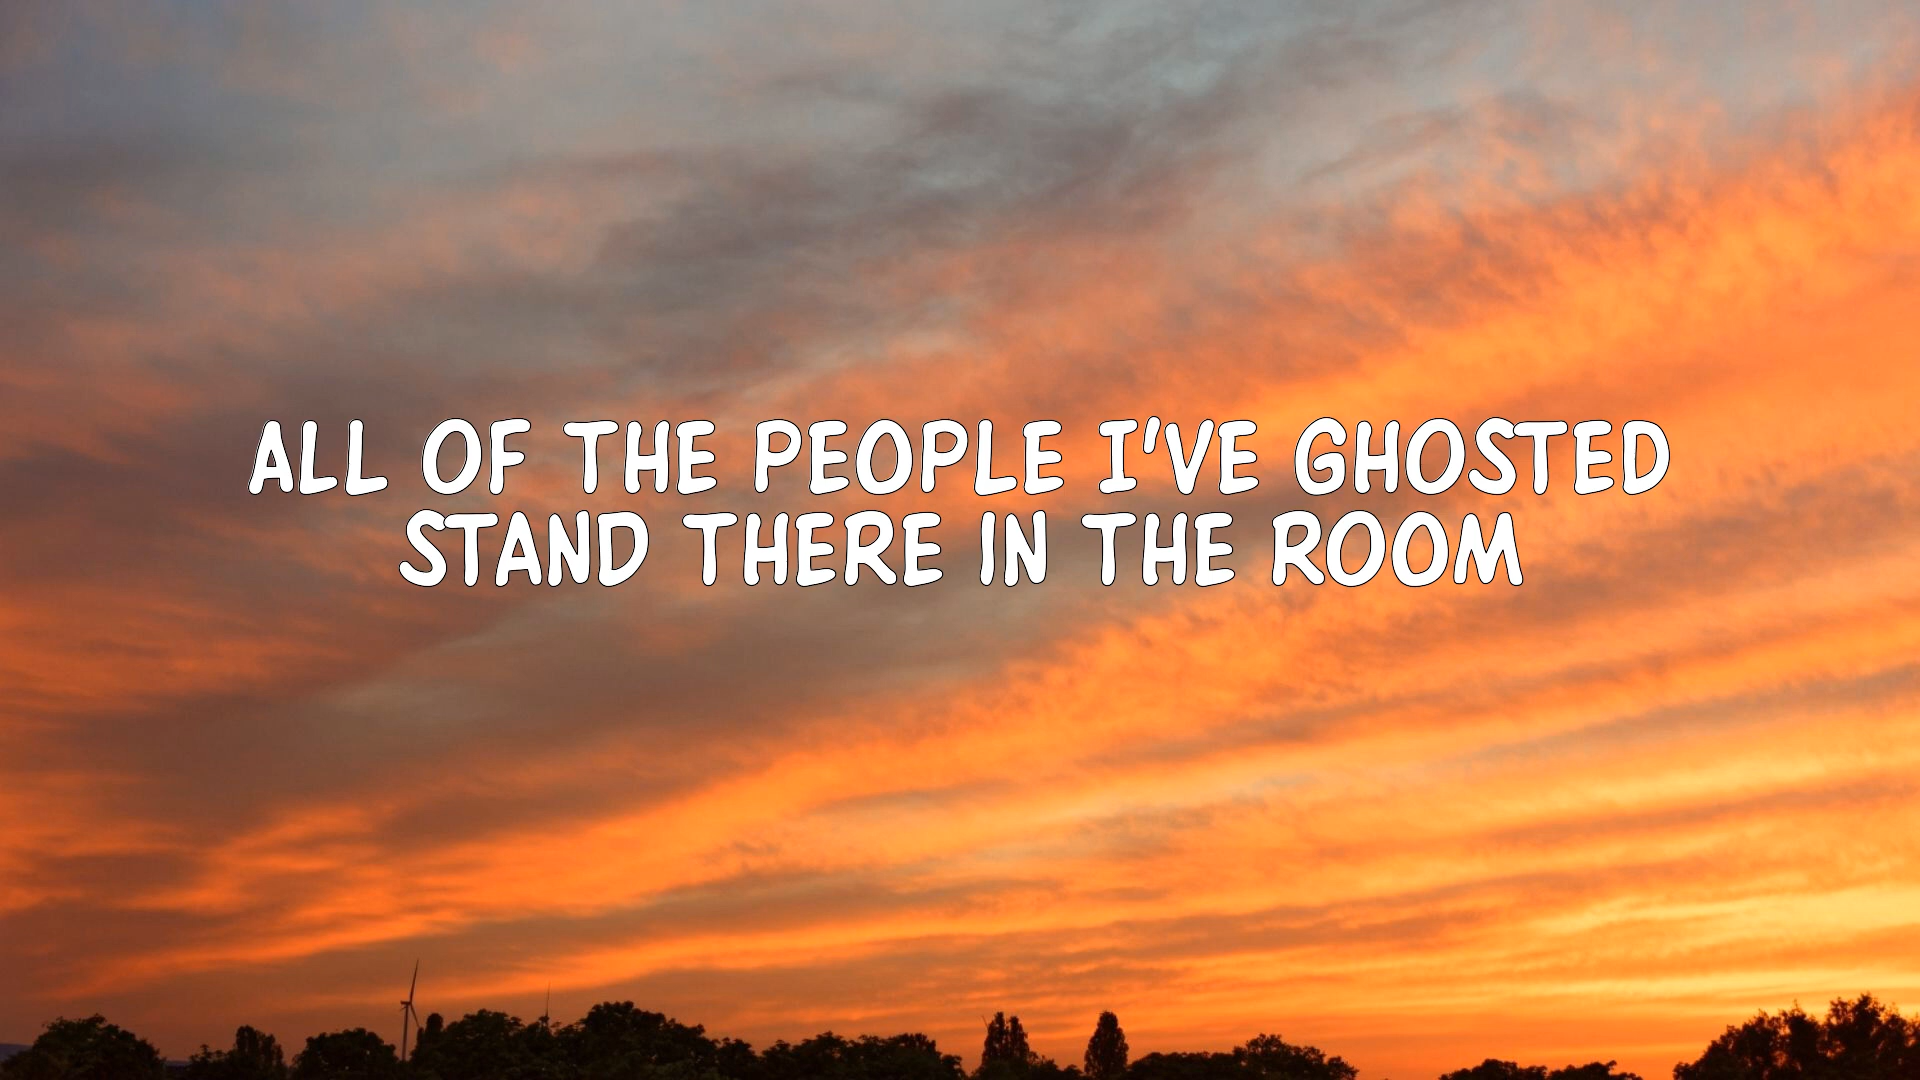 ALL OF THE PEOPLE I'VE GHOSTED
STAND THERE IN THE ROOM